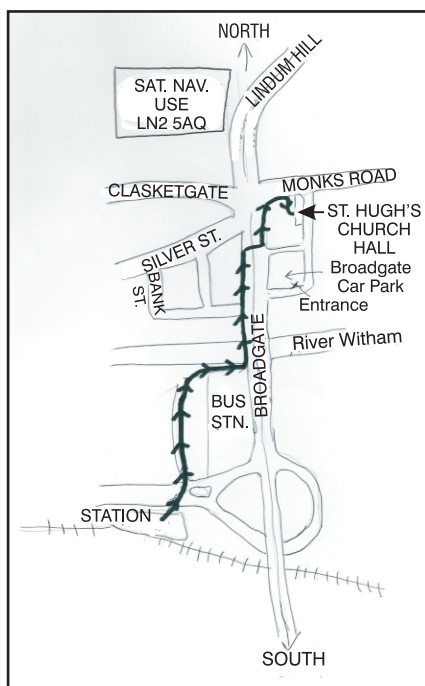 NORTH
LINDUM HILL
SAT. NAV.
USE
LN2 5AQ
CLASKETGATE
MONKS ROAD
ST. HUGH'S
CHURCH
HALL
SILVER ST.
BANK
ST.
Broadgate
Car Park
Entrance
River Witham
BROADGATE
BUS
STN.
STATION
SOUTH